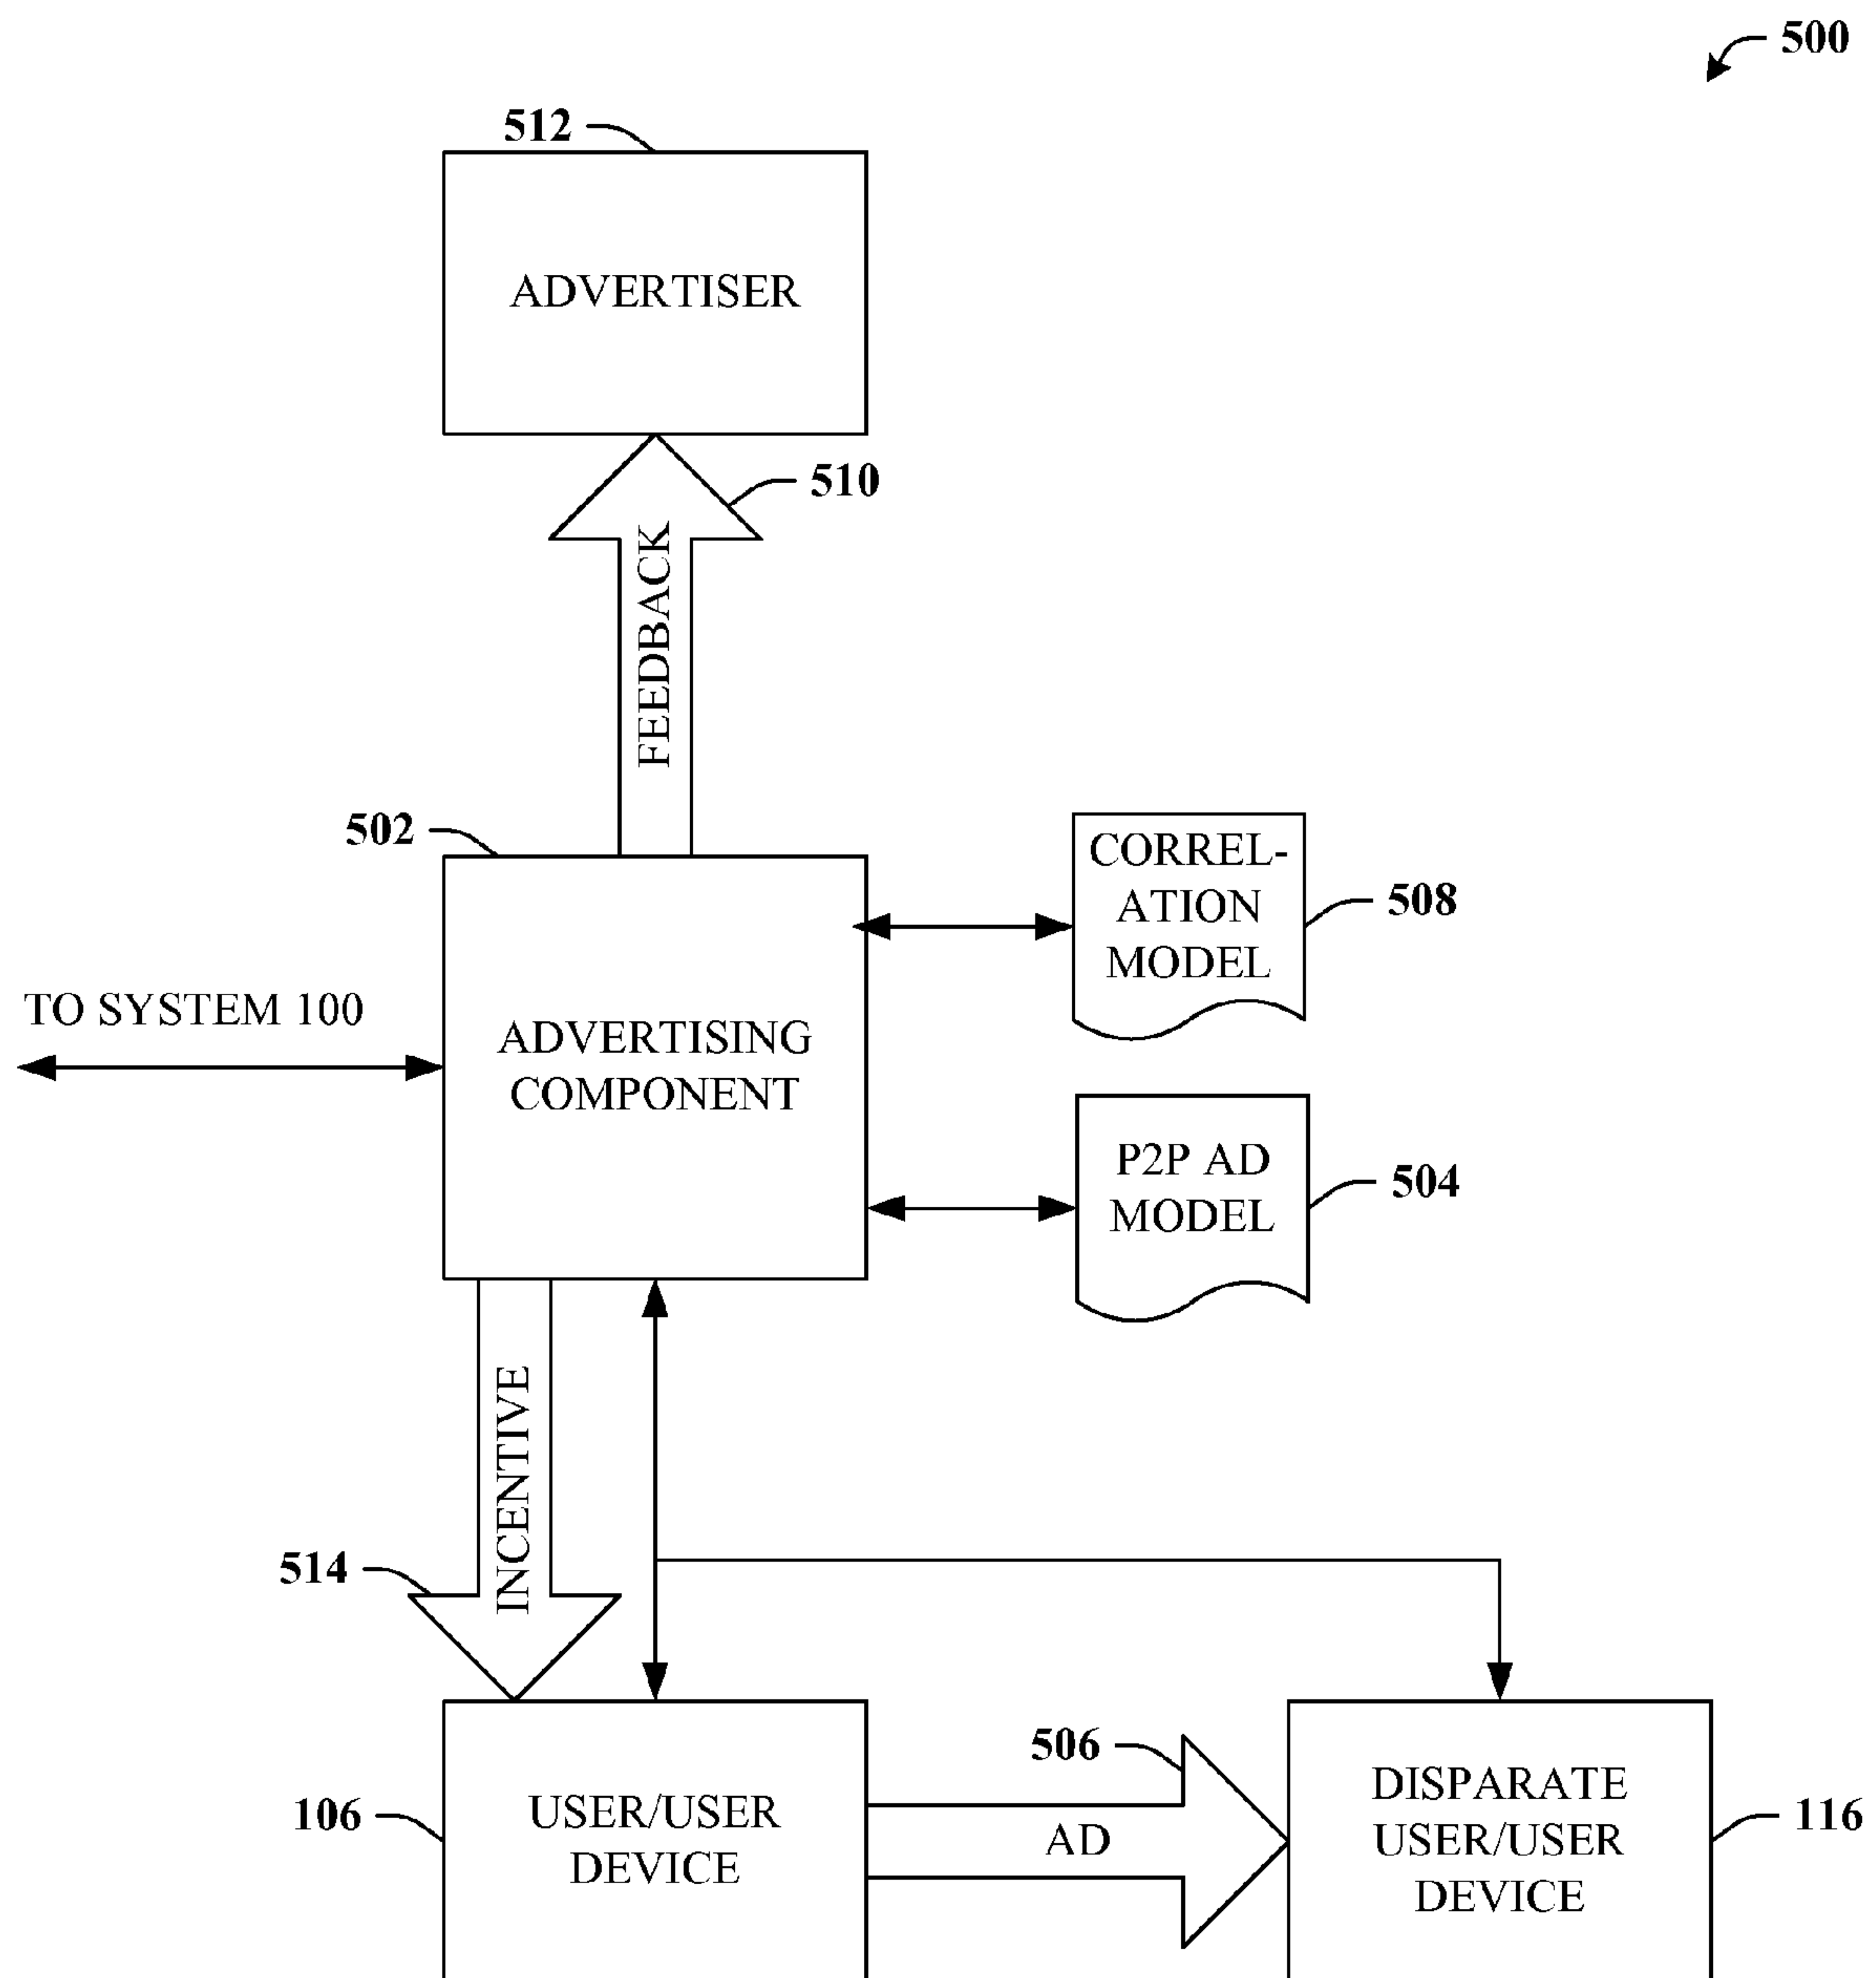 500
512
ADVERTISER
510
FEEDBACK
502
CORREL-
ATION
MODEL
508
TO SYSTEM 100
ADVERTISING
COMPONENT
P2P AD
MODEL
504
INCENTIVE
514
506
106
USER/USER
DEVICE
AD
DISPARATE
USER/USER
DEVICE
116